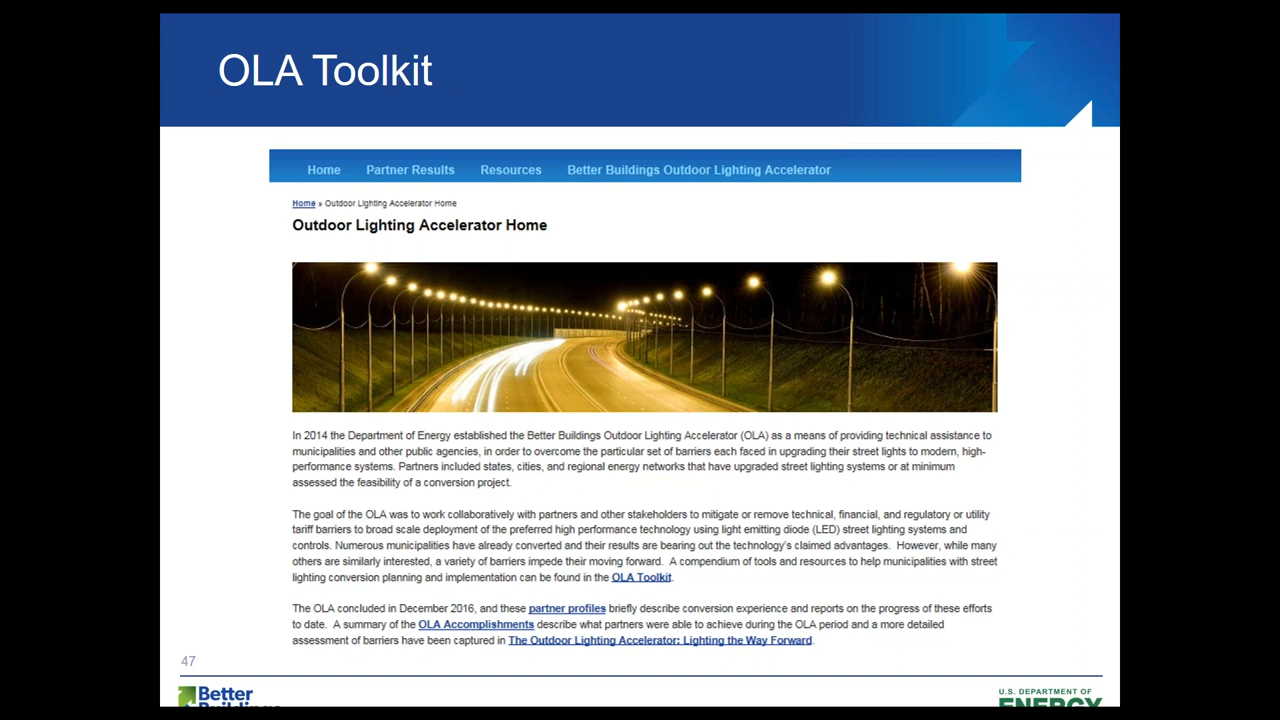 OLA Toolkit
Home Partner Results Resources Better Buildings Outdoor Lighting Accelerator
Home » Outdoor Lighting Accelerator Home
Outdoor Lighting Accelerator Home
In 2014 the Department of Energy established the Better Buildings Outdoor Lighting Accelerator (OLA) as a means of providing technical assistance to
municipalities and other public agencies, in order to overcome the particular set of barriers each faced in upgrading their street lights to modern, high-
performance systems. Partners included states, cities, and regional energy networks that have upgraded street lighting systems or at minimum
assessed the feasibility of a conversion project.
The goal of the OLA was to work collaboratively with partners and other stakeholders to mitigate or remove technical, financial, and regulatory or utility
tariff barriers to broad scale deployment of the preferred high performance technology using light emitting diode (LED) street lighting systems and
controls. Numerous municipalities have already converted and their results are bearing out the technology's claimed advantages. However, while many
others are similarly interested, a variety of barriers impede their moving forward. A compendium of tools and resources to help municipalities with street
lighting conversion planning and implementation can be found in the OLA Toolkit.
The OLA concluded in December 2016, and these partner profiles briefly describe conversion experience and reports on the progress of these efforts
to date. A summary of the OLA Accomplishments describe what partners were able to achieve during the OLA period and a more detailed
assessment of barriers have been captured in The Outdoor Lighting Accelerator: Lighting the Way Forward.
47
Better
Buildings
U.S. DEPARTMENT OF
ENERGY